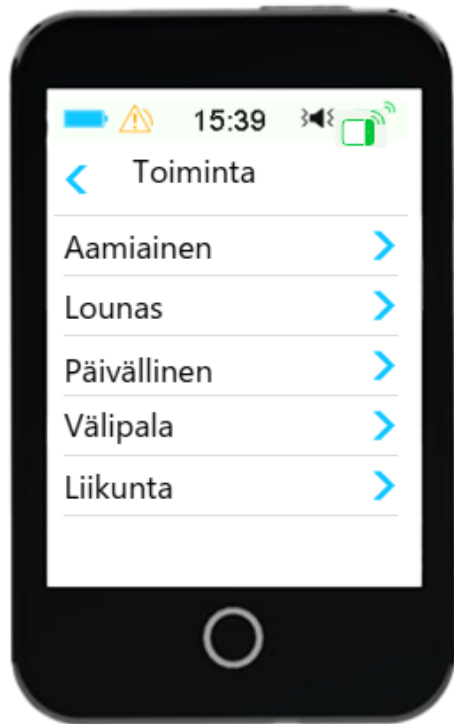 15:39
Toiminta
Aamiainen
Lounas
Päivällinen
Välipala
Liikunta